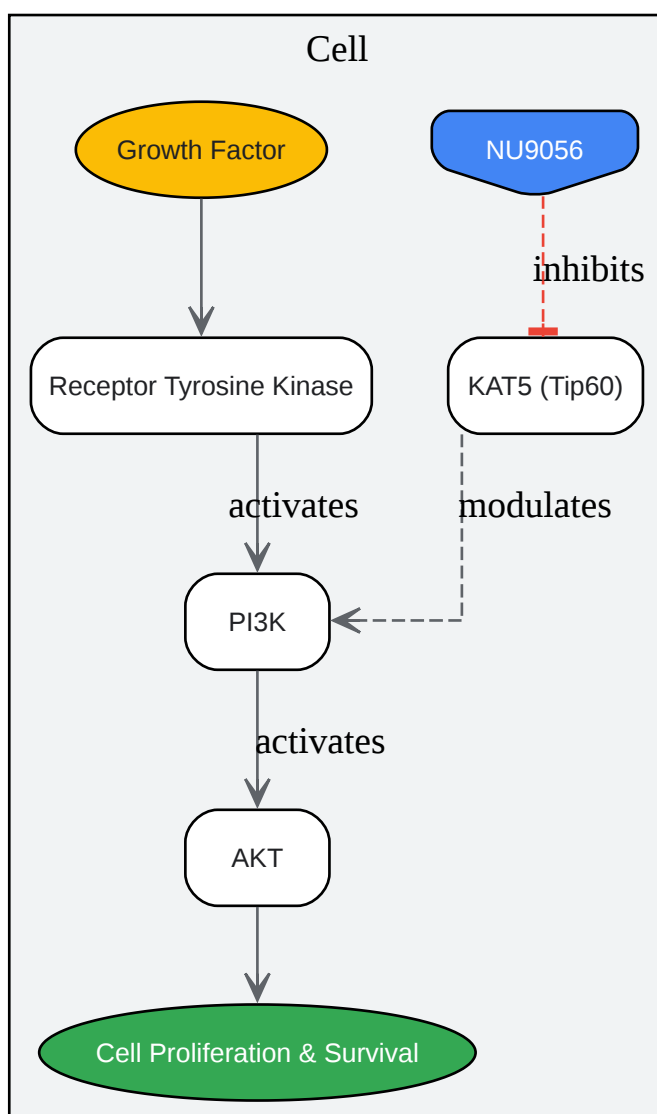 Cell
Growth Factor
NU9056
inhibits
Receptor Tyrosine Kinase
KAT5 (Tip60)
activates
modulates
PI3K
activates
AKT
Cell Proliferation & Survival